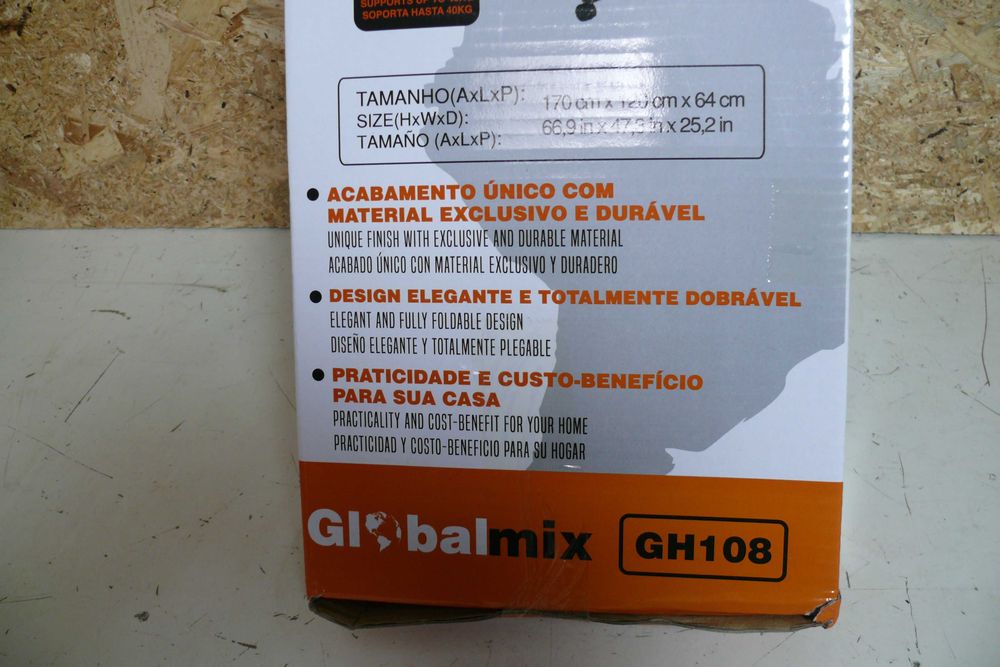 SUPPORTS UP TO 40KG
SOPORTA HASTA 40KG
TAMANHO(AxLxP): 170 cm x 120 cm x 64 cm
SIZE(HxWxD): 66,9 in x 47,3 in x 25,2 in
TAMAÑO (AxLxP):
ACABAMENTO ÚNICO COM
MATERIAL EXCLUSIVO E DURÁVEL
UNIQUE FINISH WITH EXCLUSIVE AND DURABLE MATERIAL
ACABADO ÚNICO CON MATERIAL EXCLUSIVO Y DURADERO
DESIGN ELEGANTE E TOTALMENTE DOBRÁVEL
ELEGANT AND FULLY FOLDABLE DESIGN
DISEÑO ELEGANTE Y TOTALMENTE PLEGABLE
PRATICIDADE E CUSTO-BENEFÍCIO
PARA SUA CASA
PRACTICALITY AND COST-BENEFIT FOR YOUR HOME
PRACTICIDAD Y COSTO-BENEFICIO PARA SU HOGAR
Globalmix GH108